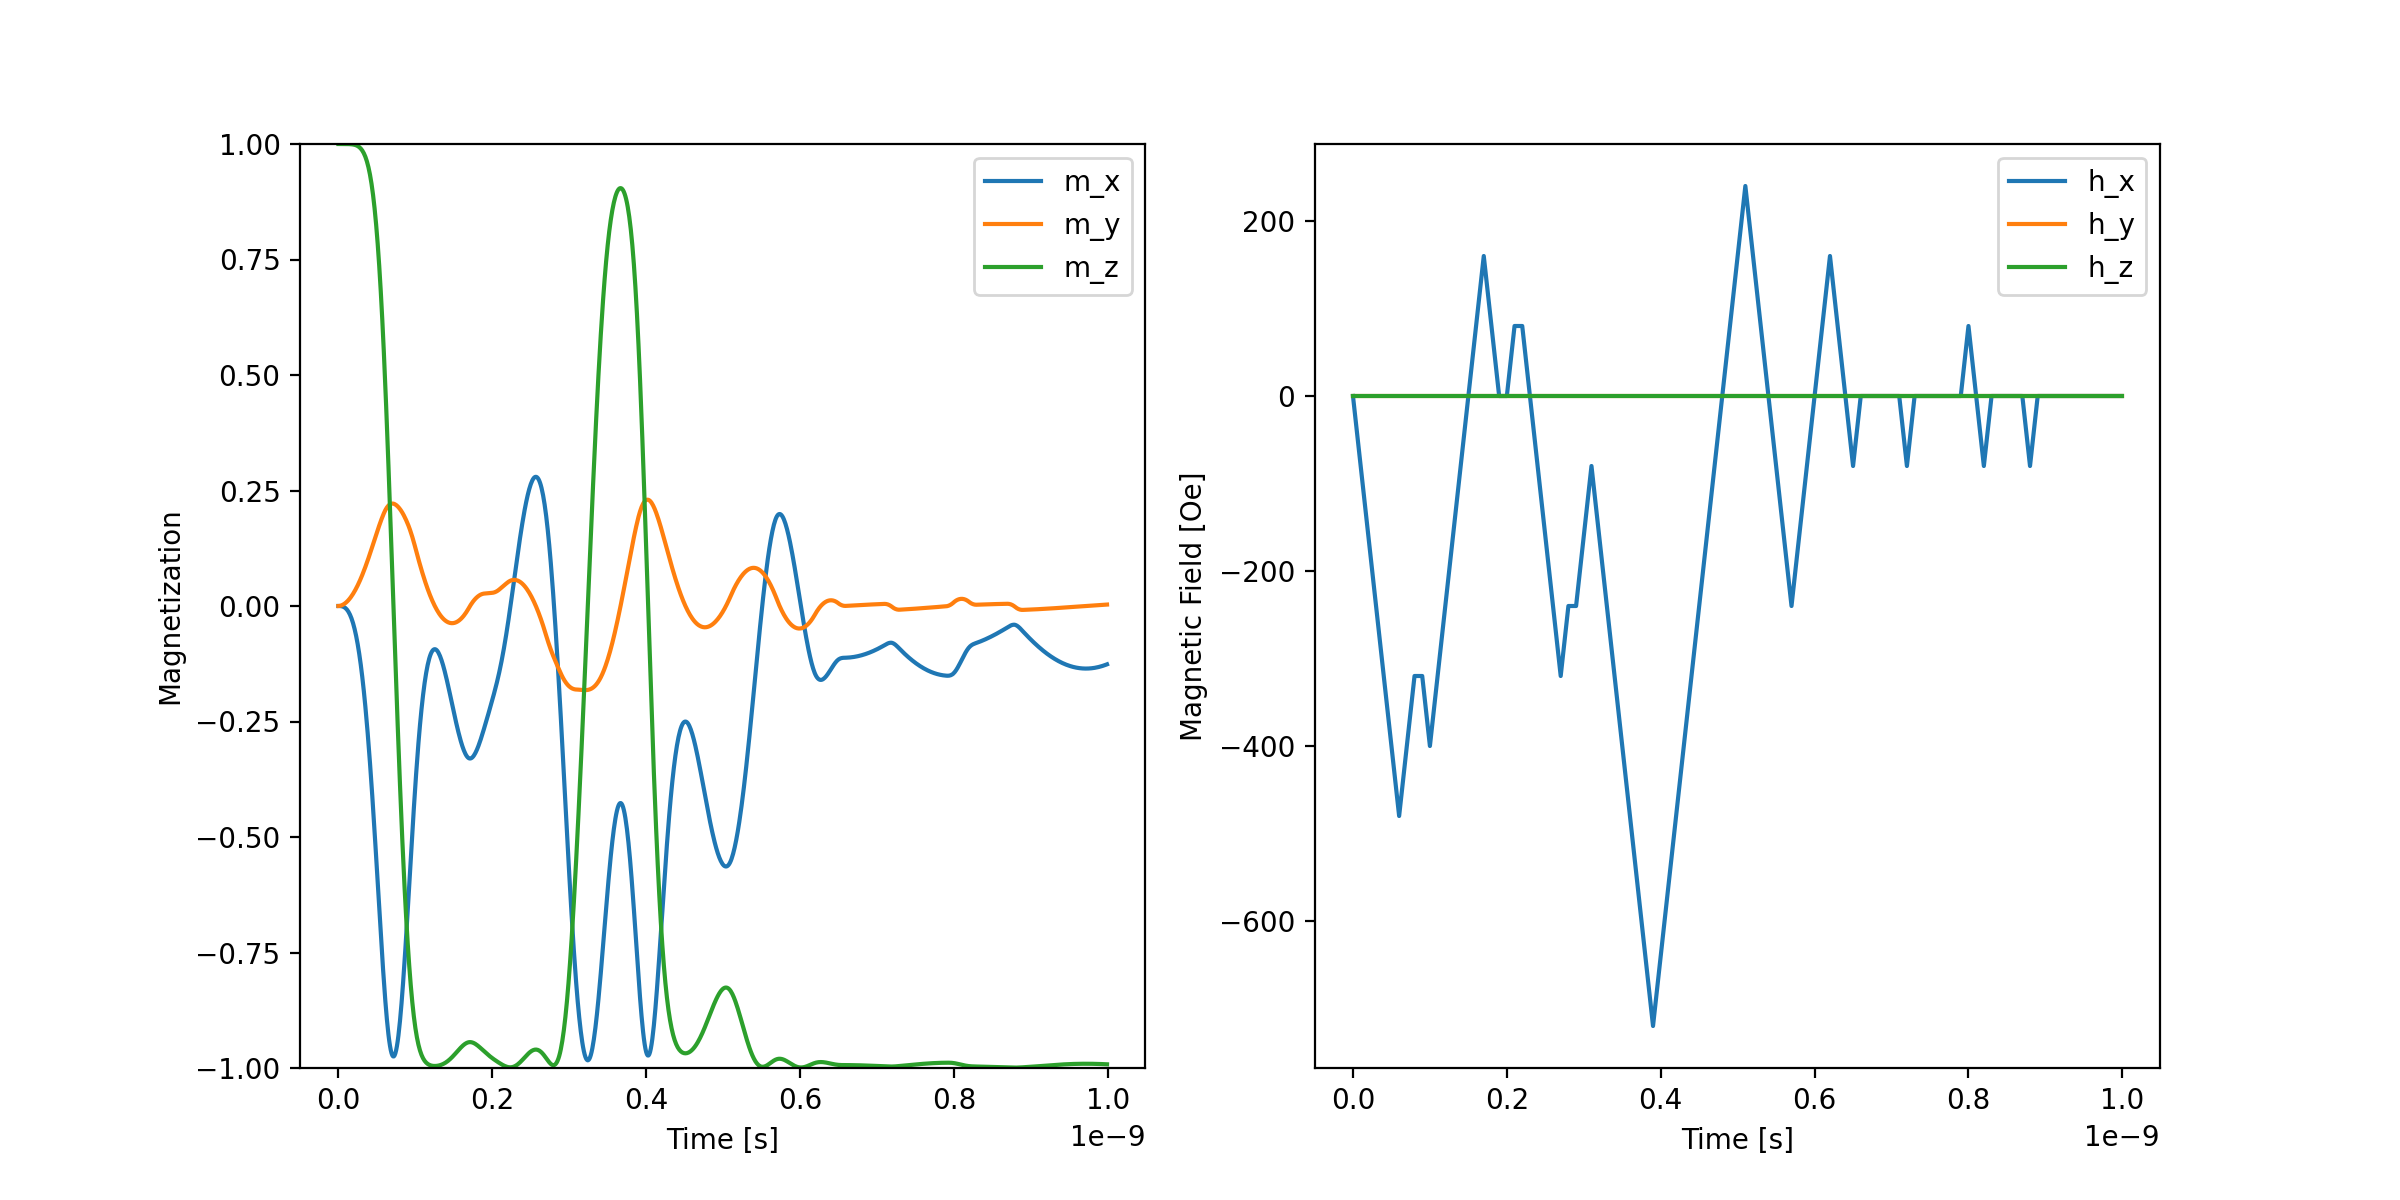 1.00
0.75
0.50
0.25
0.00
−0.25
−0.50
−0.75
−1.00
Magnetization
0.0 0.2 0.4 0.6 0.8 1.0
Time [s]
1e−9
m_x
m_y
m_z
200
0
−200
−400
−600
Magnetic Field [Oe]
0.0 0.2 0.4 0.6 0.8 1.0
Time [s]
1e−9
h_x
h_y
h_z